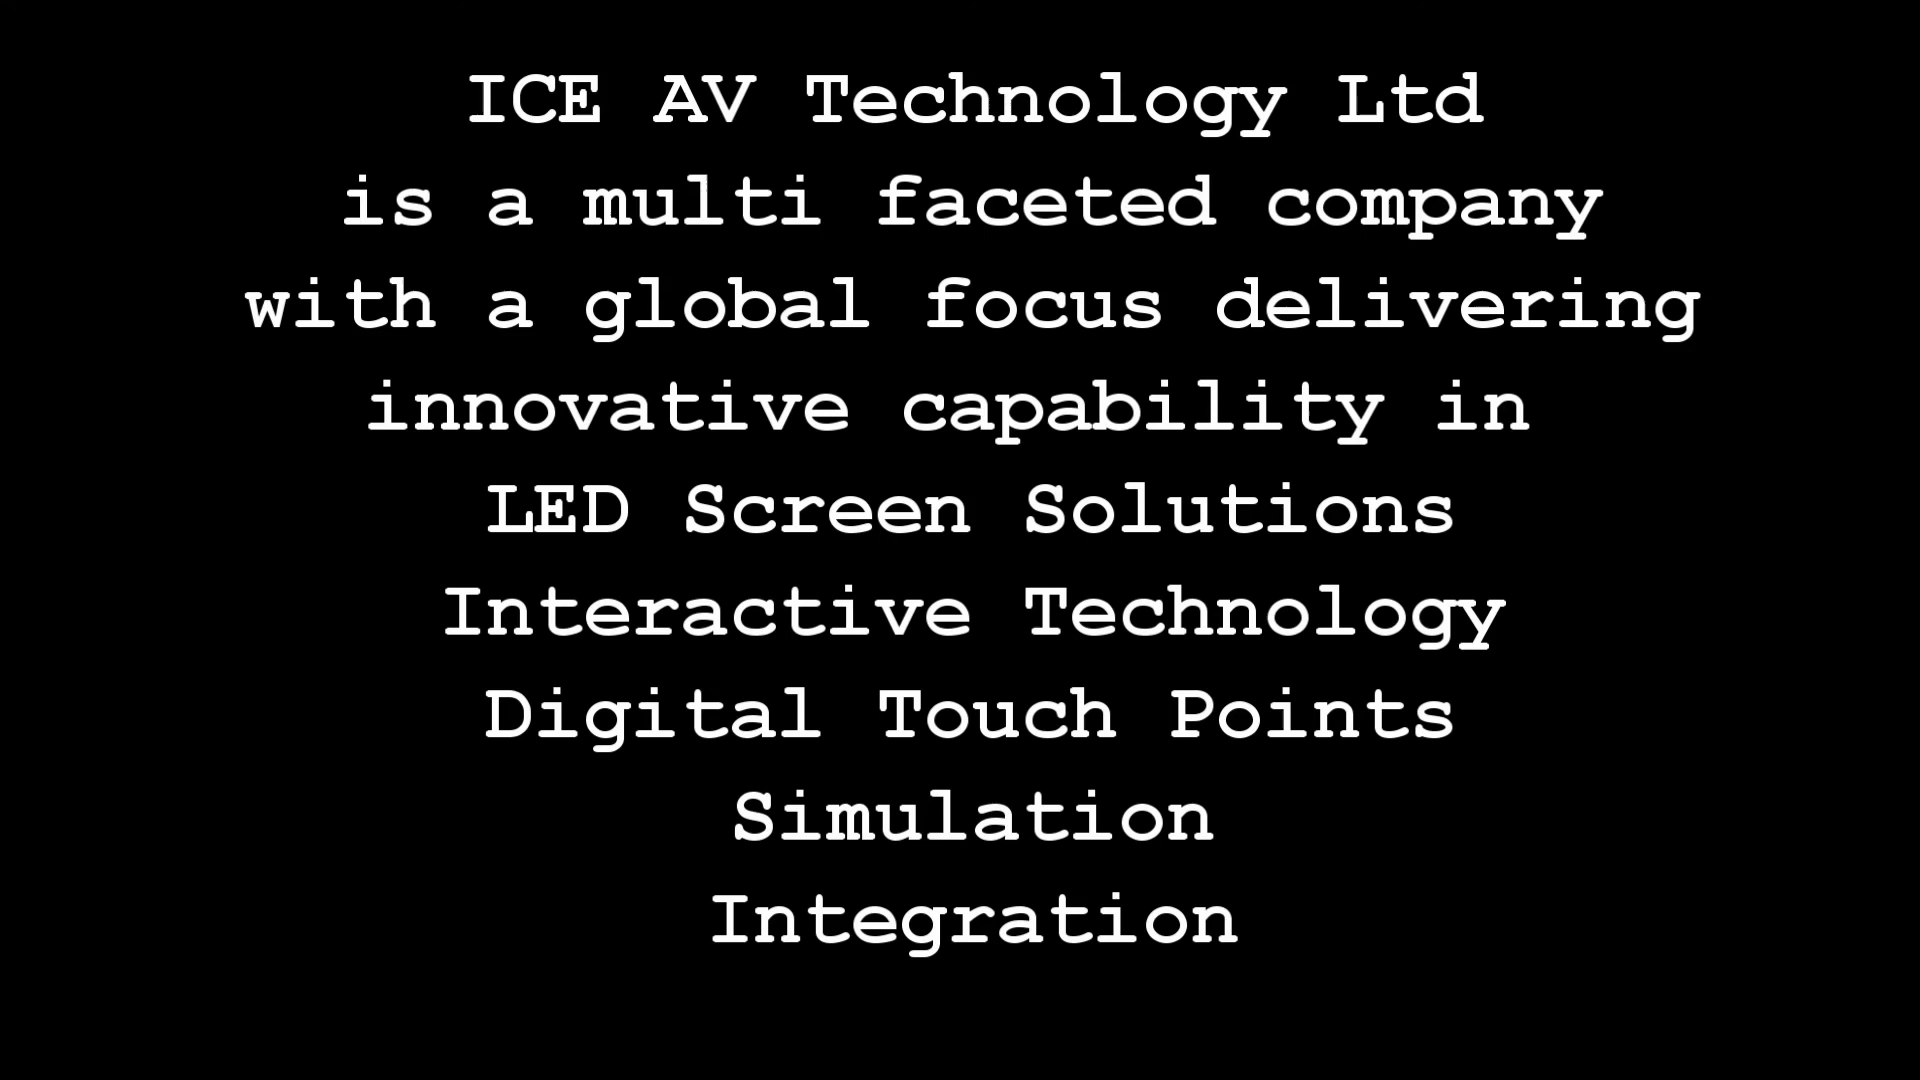 ICE AV Technology Ltd
is a multi faceted company
with a global focus delivering
innovative capability in
LED Screen Solutions
Interactive Technology
Digital Touch Points
Simulation
Integration